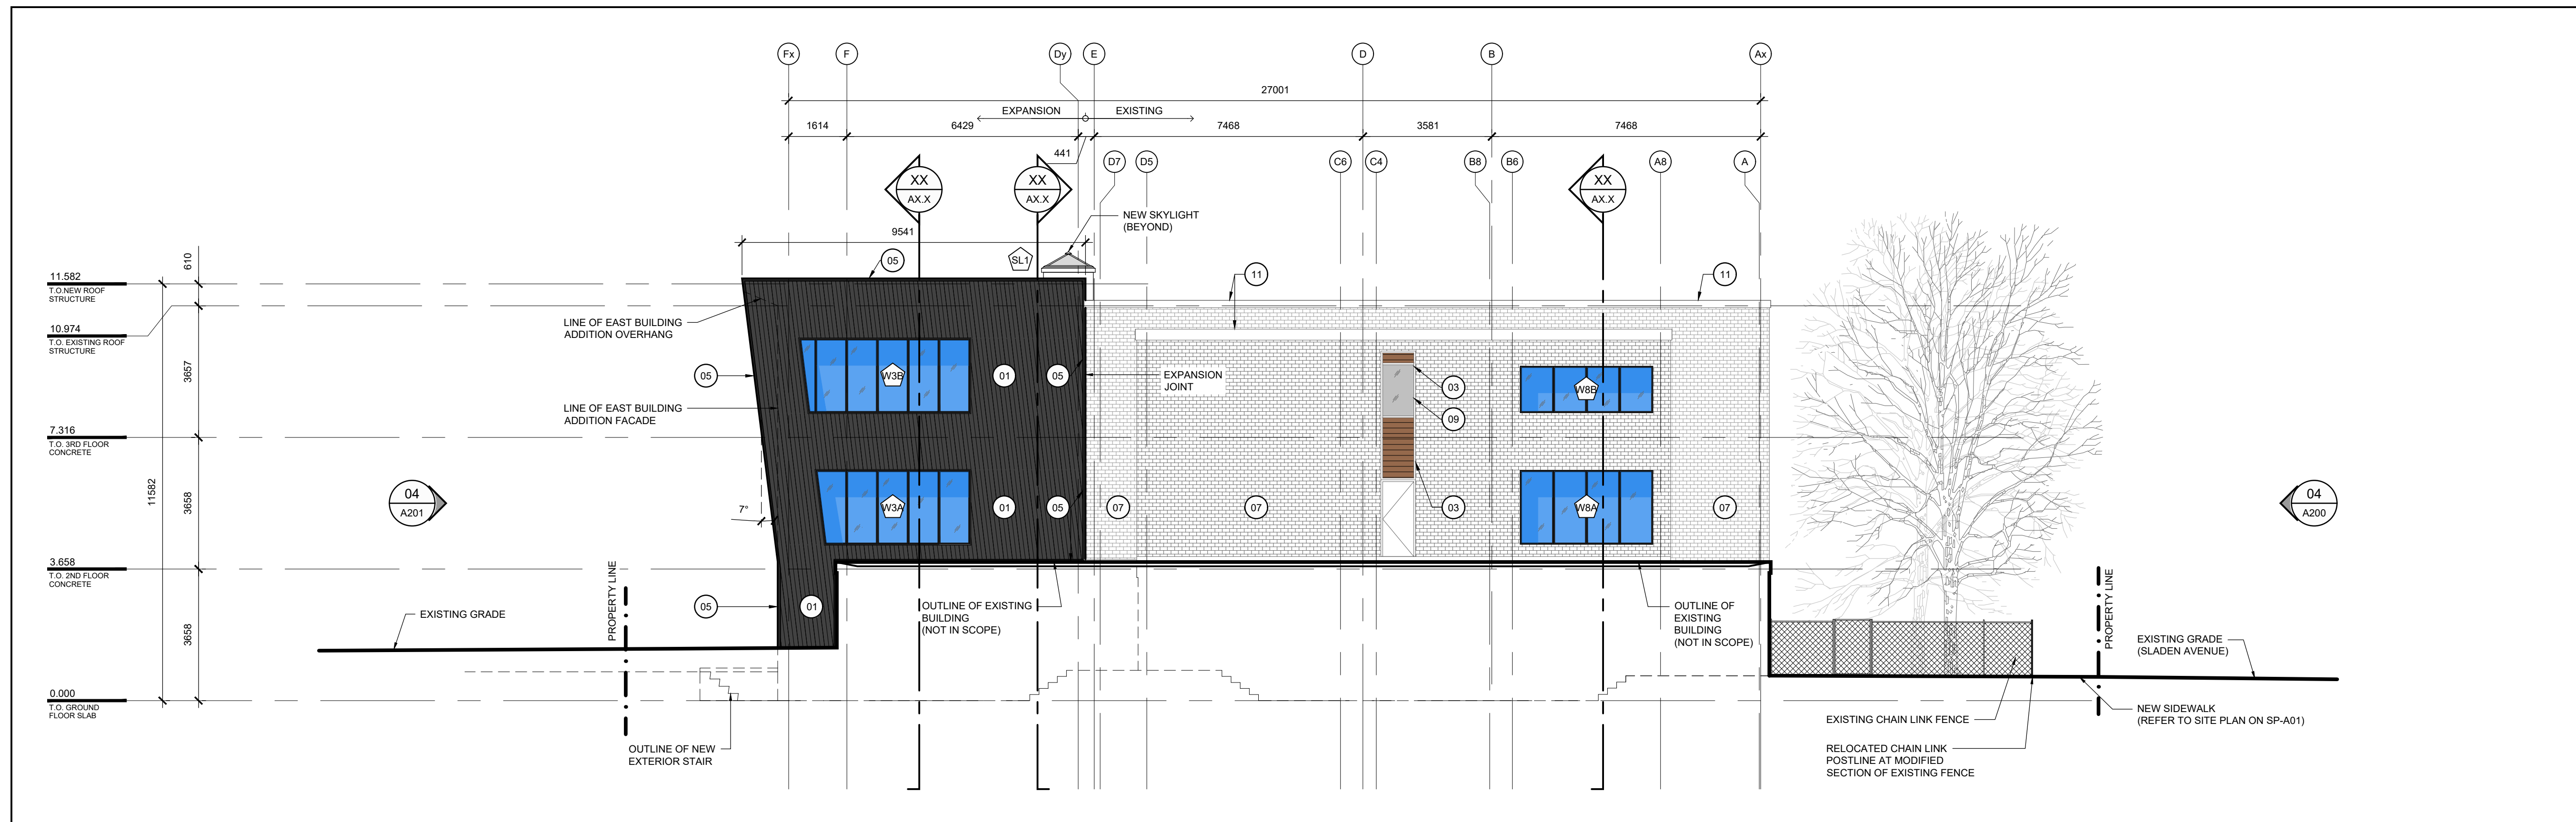 Fx
F
Dy
E
D
B
Ax
27001
EXPANSION
EXISTING
1614
6429
7468
3581
7468
441
D7
D5
C6
C4
B8
B6
A8
A
XX
AX.X
XX
AX.X
XX
AX.X
NEW SKYLIGHT
(BEYOND)
9541
SL1
05
11
11
610
11.582
T.O.NEW ROOF
STRUCTURE
10.974
T.O. EXISTING ROOF
STRUCTURE
LINE OF EAST BUILDING
ADDITION OVERHANG
3657
05
W3B
01
05
EXPANSION
JOINT
03
W8B
LINE OF EAST BUILDING
ADDITION FACADE
09
7.316
T.O. 3RD FLOOR
CONCRETE
11582
3658
04
A201
7°
W3A
01
05
07
07
03
W8A
07
04
A200
3.658
T.O. 2ND FLOOR
CONCRETE
PROPERTY LINE
PROPERTY LINE
EXISTING GRADE
05
01
OUTLINE OF EXISTING
BUILDING
(NOT IN SCOPE)
OUTLINE OF
EXISTING
BUILDING
(NOT IN SCOPE)
3658
EXISTING GRADE
(SLADEN AVENUE)
0.000
T.O. GROUND
FLOOR SLAB
NEW SIDEWALK
(REFER TO SITE PLAN ON SP-A01)
EXISTING CHAIN LINK FENCE
OUTLINE OF NEW
EXTERIOR STAIR
RELOCATED CHAIN LINK
POSTLINE AT MODIFIED
SECTION OF EXISTING FENCE